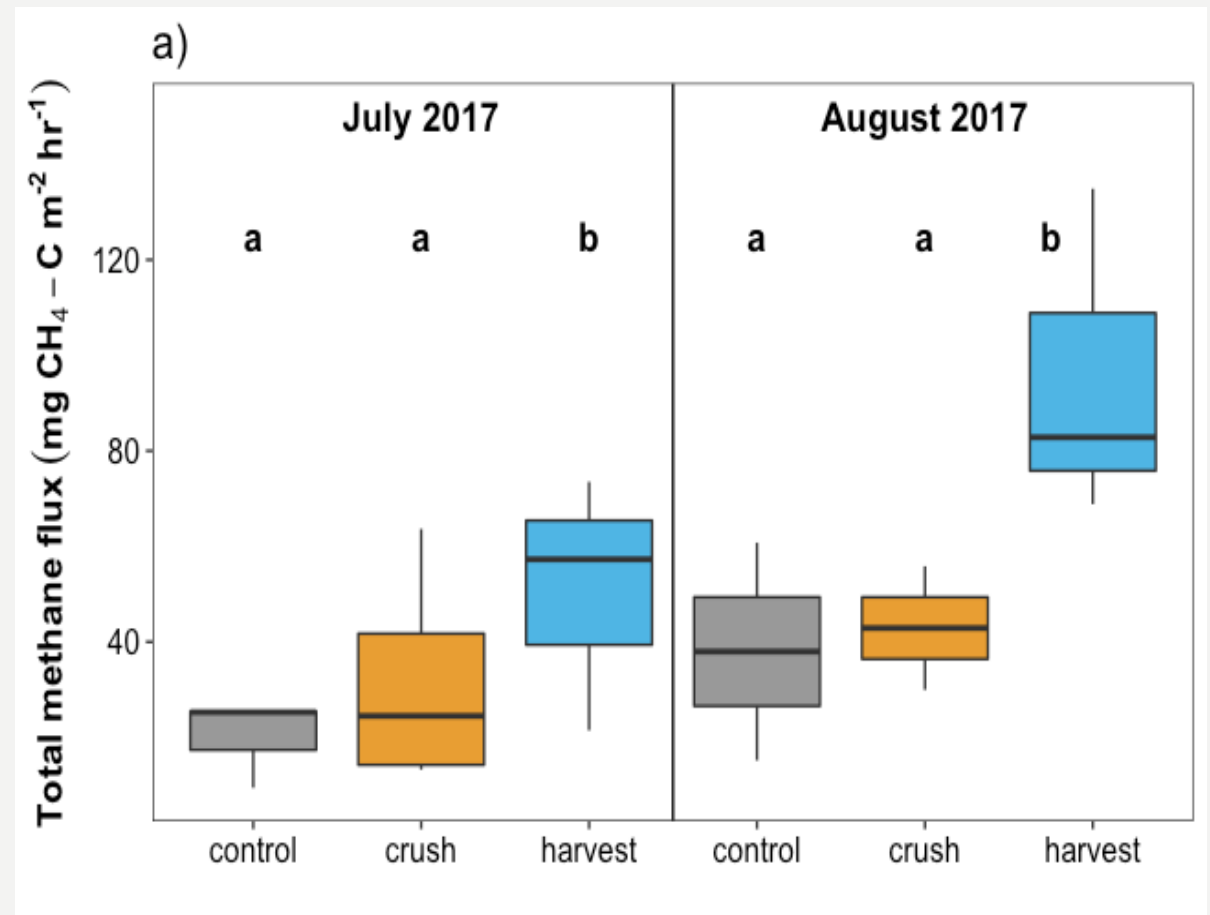 a)
Total methane flux (mg CH₄ – C m⁻² hr⁻¹)
July 2017
August 2017
a
a
b
a
a
b
120
80
40
control
crush
harvest
control
crush
harvest